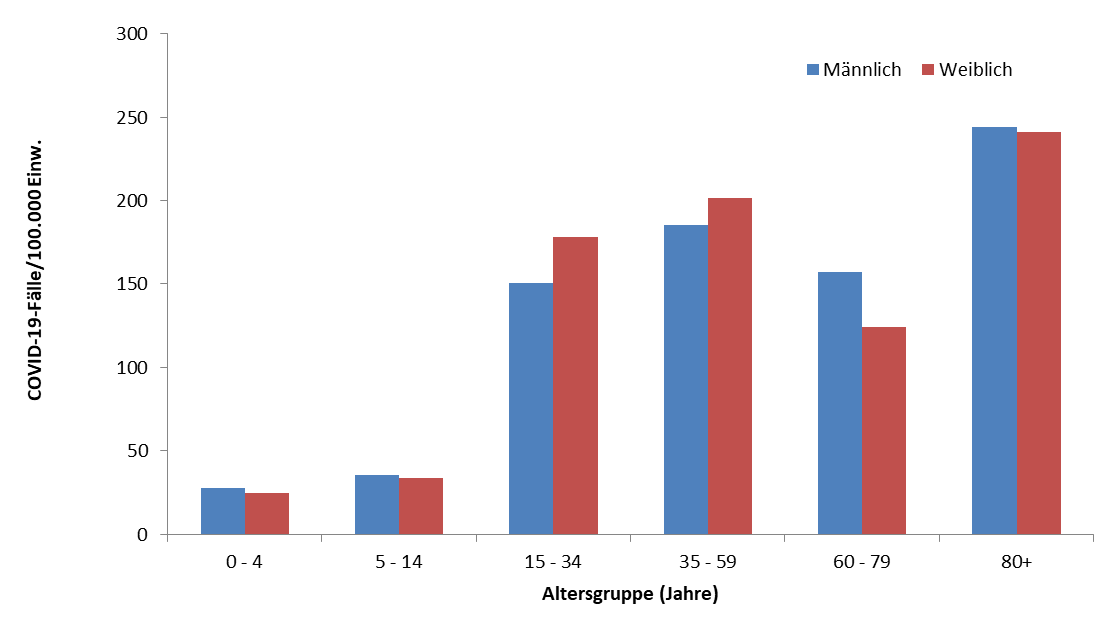 300
250
200
150
100
50
0
COVID-19-Fälle/100.000 Einw.
Männlich Weiblich
0 - 4 5 - 14 15 - 34 35 - 59 60 - 79 80+
Altersgruppe (Jahre)